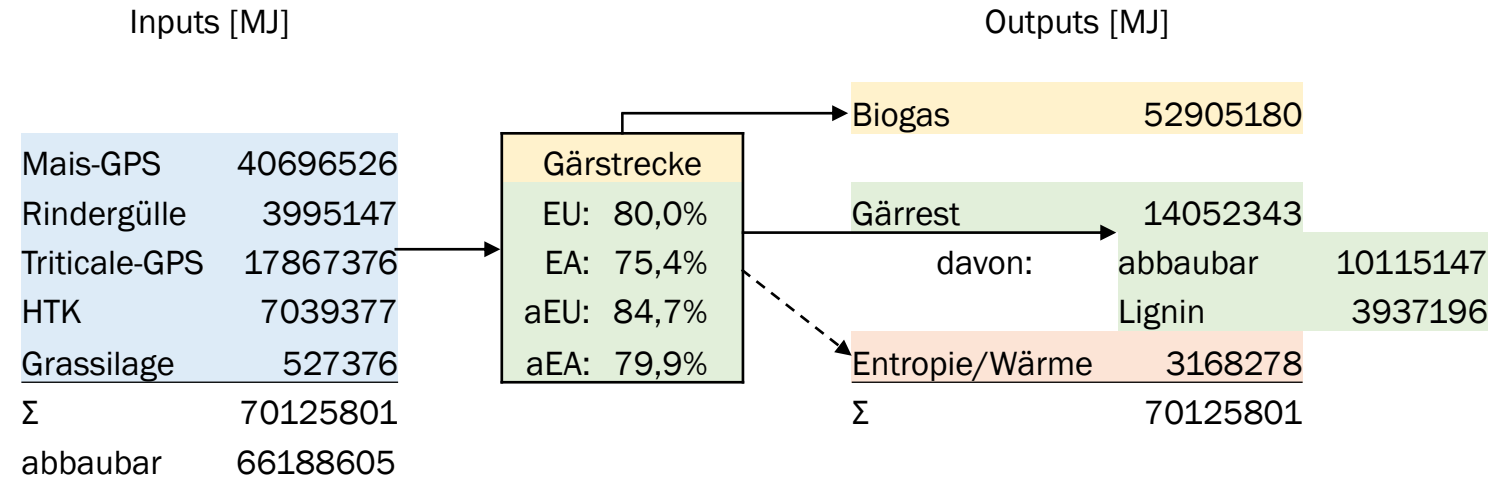 Inputs [MJ]
Outputs [MJ]
Mais-GPS 40696526
Rindergülle 3995147
Triticale-GPS 17867376
HTK 7039377
Grassilage 527376
Σ 70125801
abbaubar 66188605
Gärstrecke
EU: 80,0%
EA: 75,4%
aEU: 84,7%
aEA: 79,9%
Biogas 52905180
Gärrest 14052343
davon: abbaubar 10115147
Lignin 3937196
Entropie/Wärme 3168278
Σ 70125801